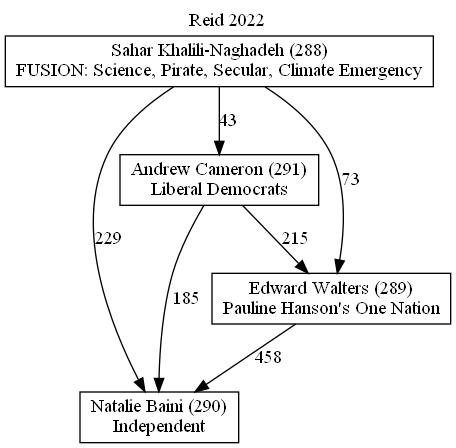 Reid 2022
Sahar Khalili-Naghadeh (288)
FUSION: Science, Pirate, Secular, Climate Emergency
43
Andrew Cameron (291)
Liberal Democrats
73
229
215
185
Edward Walters (289)
Pauline Hanson's One Nation
458
Natalie Baini (290)
Independent